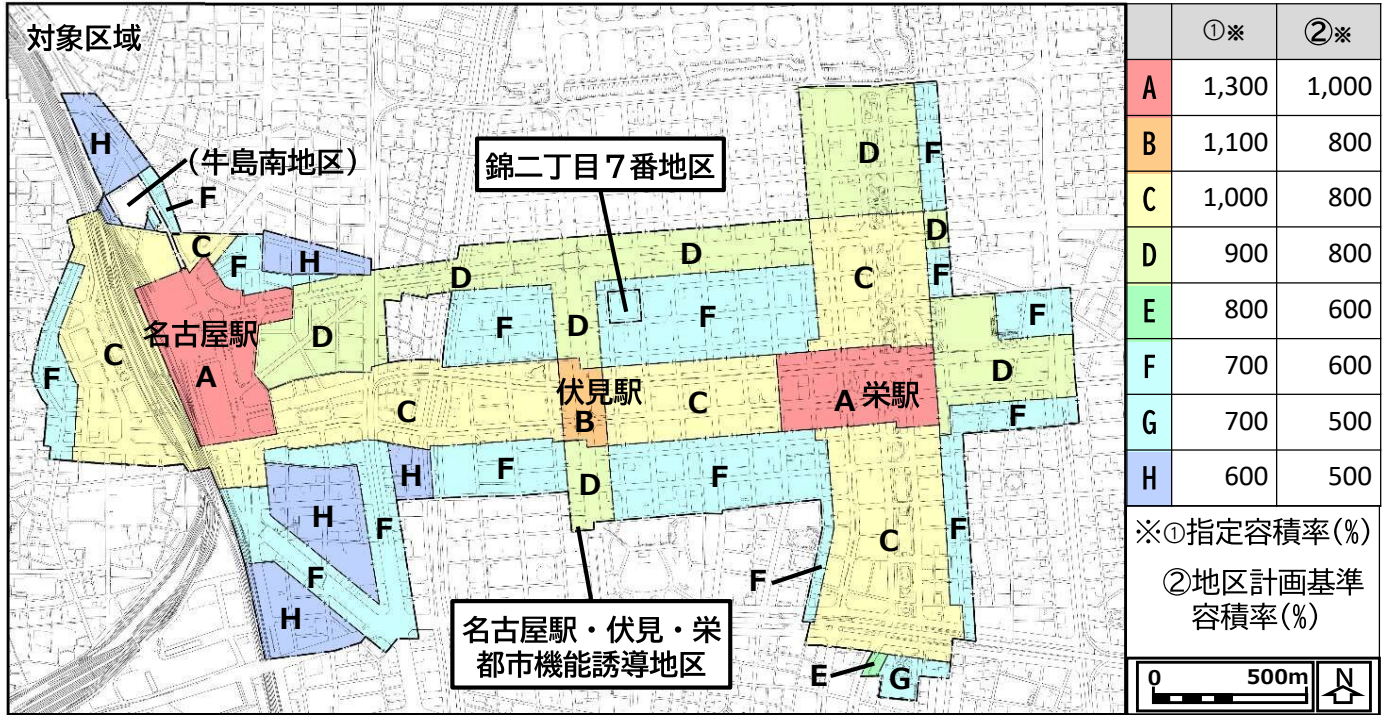 対象区域
H
(牛島南地区)
F
錦二丁目7番地区
D
F
D
C
F
H
D
D
C
F
名古屋駅
D
F
D
F
F
C
F
A
伏見駅
B
C
C
A 栄駅
D
F
H
F
D
F
H
F
C
F
F
F
H
名古屋駅・伏見・栄
都市機能誘導地区
E
G
①※ ②※
A 1,300 1,000
B 1,100 800
C 1,000 800
D 900 800
E 800 600
F 700 600
G 700 500
H 600 500
※①指定容積率(%)
②地区計画基準
容積率(%)
0 500m N